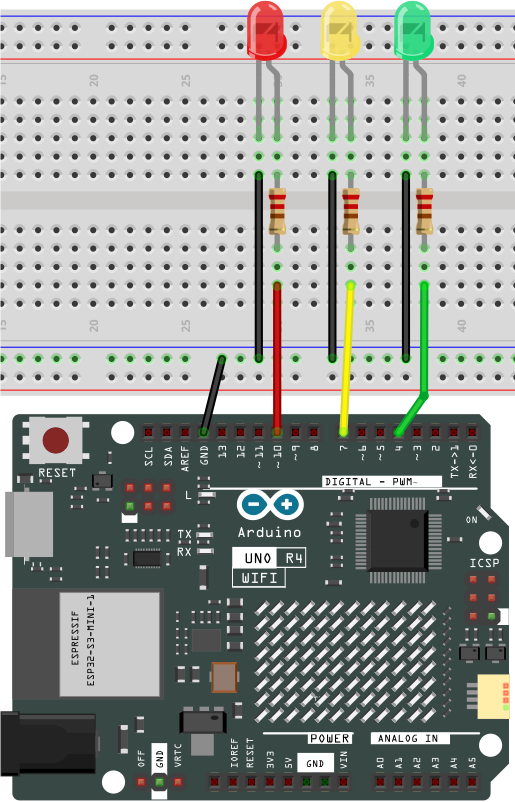 15 20 25 30 35 40
15 20 25 30 35 40
RESET
SCL SDA AREF GND 13 12 ~11 ~10 ~9 8 7 ~6 ~5 4 ~3 2 TX→1 RX←0
DIGITAL - PWM~
L
TX
RX
Arduino
ON
UNO R4
WIFI
ICSP
ESPRESSIF
ESP32-S3-MINI-1
POWER ANALOG IN
OFF GND VRTC IOREF RESET 3V3 5V GND VIN A0 A1 A2 A3 A4 A5